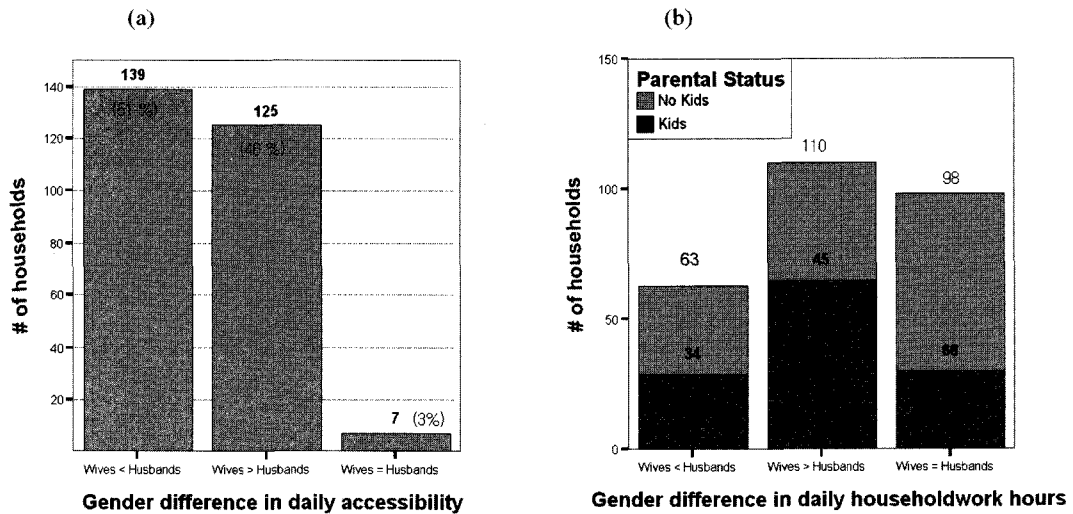 (a)
139
(51 %)
125
(46 %)
7 (3%)
140
120
100
80
60
40
20
# of households
Wives < Husbands
Wives > Husbands
Wives = Husbands
Gender difference in daily accessibility
(b)
150
100
50
0
# of households
Parental Status
No Kids
Kids
63
110
98
34
45
68
Wives < Husbands
Wives > Husbands
Wives = Husbands
Gender difference in daily householdwork hours